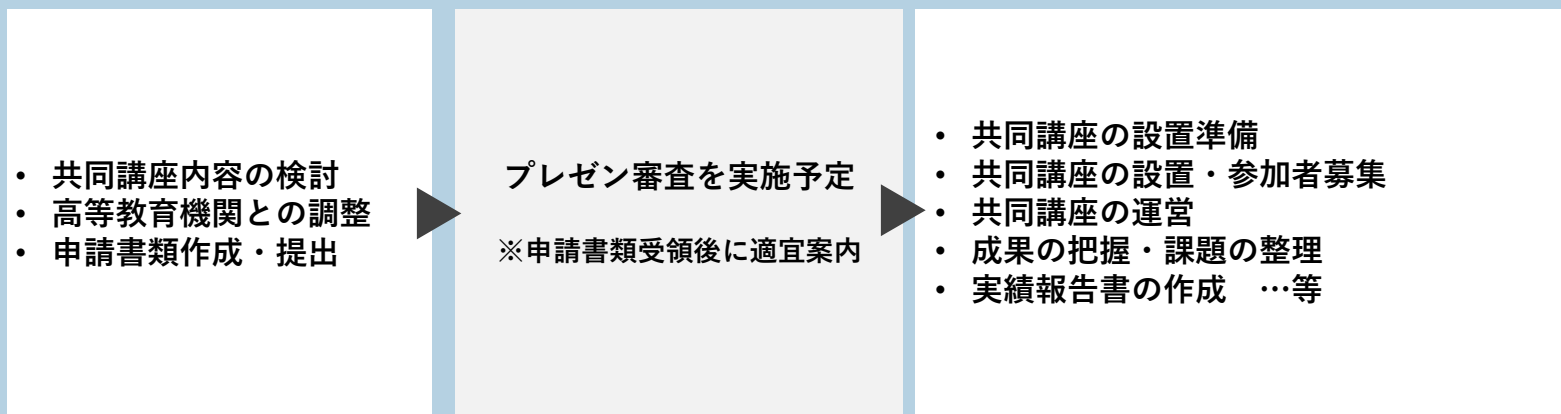 • 共同講座内容の検討
• 高等教育機関との調整
• 申請書類作成・提出
プレゼン審査を実施予定
※申請書類受領後に適宜案内
• 共同講座の設置準備
• 共同講座の設置・参加者募集
• 共同講座の運営
• 成果の把握・課題の整理
• 実績報告書の作成　…等